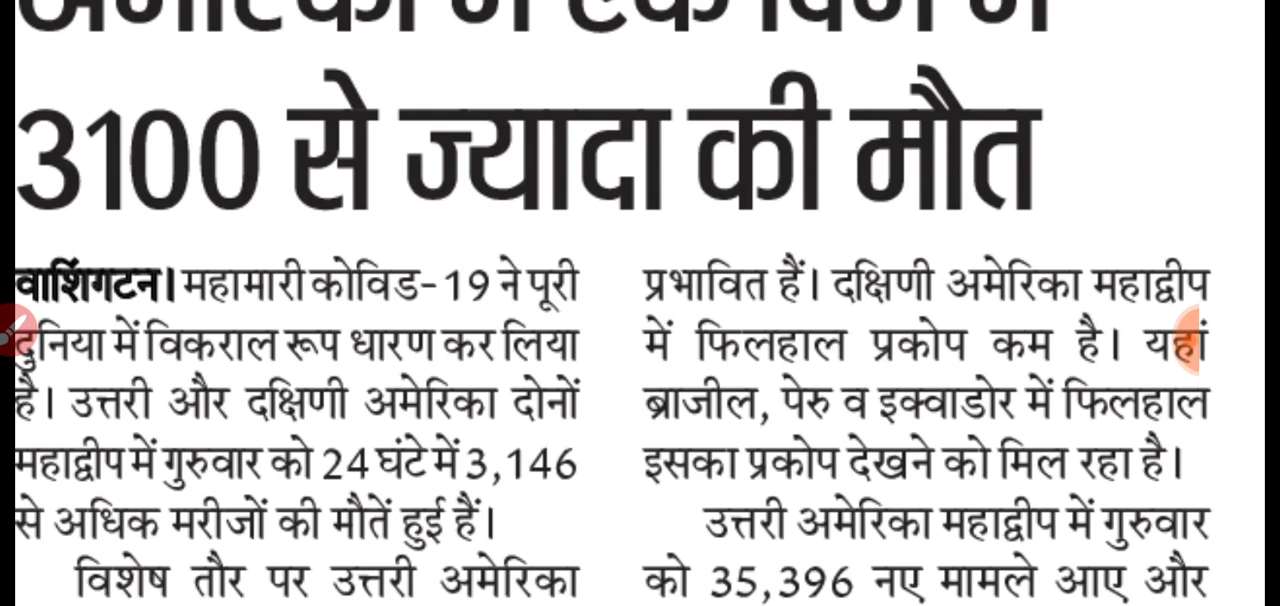 3100 से ज्यादा की मौत
वाशिंगटन। महामारी कोविड-19 ने पूरी
दुनिया में विकराल रूप धारण कर लिया
है। उत्तरी और दक्षिणी अमेरिका दोनों
महाद्वीप में गुरुवार को 24 घंटे में 3,146
से अधिक मरीजों की मौतें हुई हैं।
विशेष तौर पर उत्तरी अमेरिका
प्रभावित हैं। दक्षिणी अमेरिका महाद्वीप
में फिलहाल प्रकोप कम है। यहां
ब्राजील, पेरु व इक्वाडोर में फिलहाल
इसका प्रकोप देखने को मिल रहा है।
उत्तरी अमेरिका महाद्वीप में गुरुवार
को 35,396 नए मामले आए और